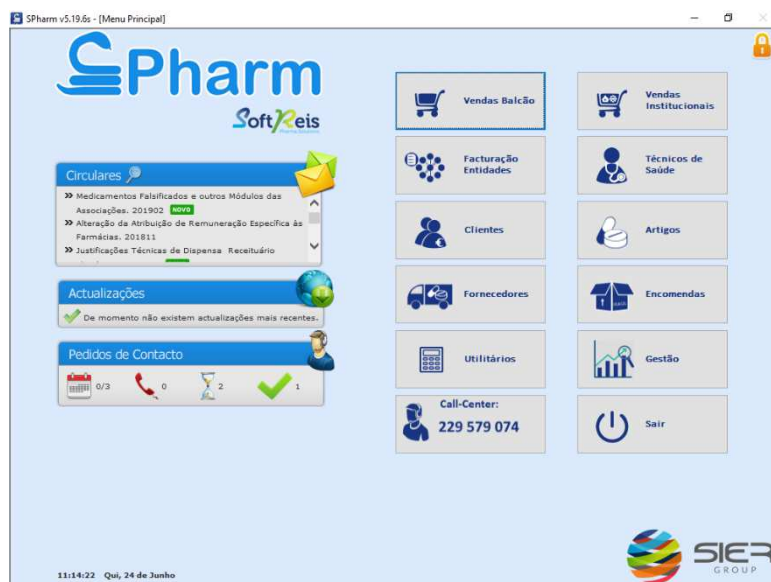 SPharm v5.19.6s - [Menu Principal]
SPharm
SoftReis
Circulares
Medicamentos Falsificados e outros Módulos das
Associações. 201902 NOVO
Alteração da Atribuição de Remuneração Específica às
Farmácias. 201811
Justificações Técnicas de Dispensa Receituário
Actualizações
De momento não existem actualizações mais recentes.
Pedidos de Contacto
0/3
0
2
1
Vendas Balcão
Vendas
Institucionais
Facturação
Entidades
Técnicos de
Saúde
Clientes
Artigos
Fornecedores
Encomendas
Utilitários
Gestão
Call-Center:
229 579 074
Sair
SIER
GROUP
11:14:22 Qui, 24 de Junho